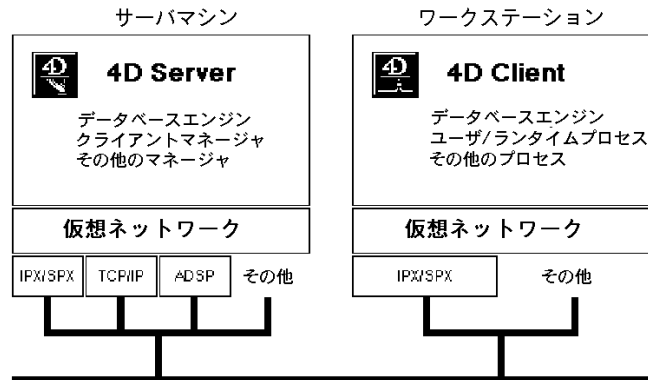 サーバマシン
4D Server
データベースエンジン
クライアントマネージャ
その他のマネージャ
仮想ネットワーク
IPX/SPX TCP/IP ADSP その他
ワークステーション
4D Client
データベースエンジン
ユーザ/ランタイムプロセス
その他のプロセス
仮想ネットワーク
IPX/SPX その他